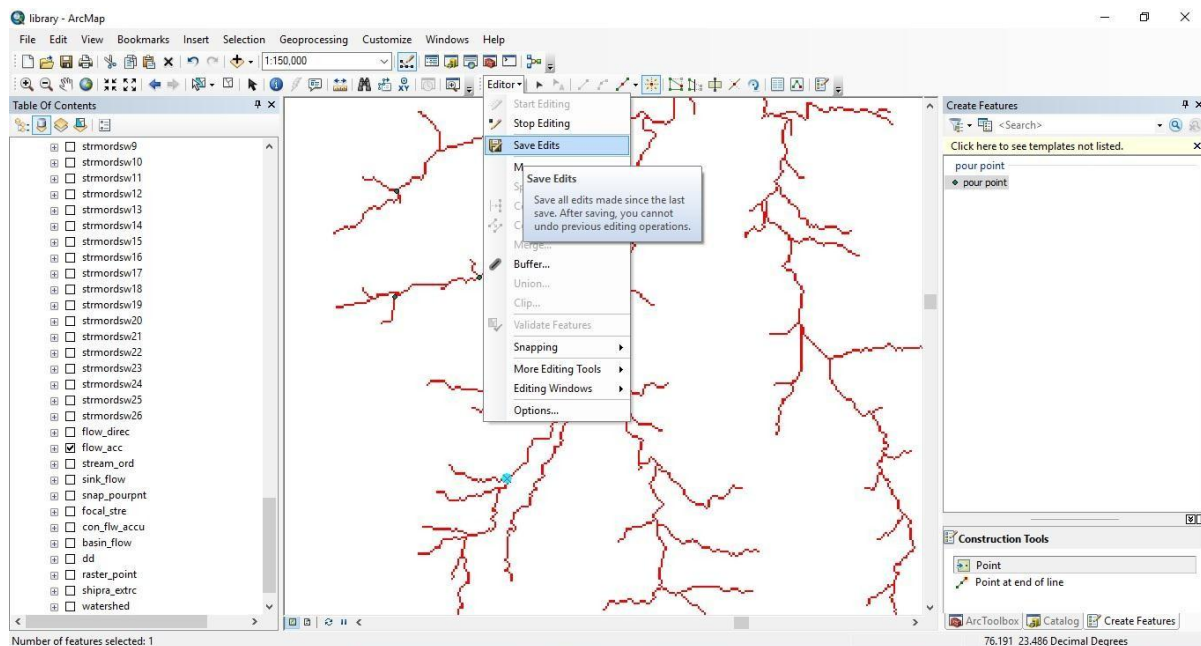 library - ArcMap
File Edit View Bookmarks Insert Selection Geoprocessing Customize Windows Help
1:150,000
Editor
Table Of Contents
strmordsw9
strmordsw10
strmordsw11
strmordsw12
strmordsw13
strmordsw14
strmordsw15
strmordsw16
strmordsw17
strmordsw18
strmordsw19
strmordsw20
strmordsw21
strmordsw22
strmordsw23
strmordsw24
strmordsw25
strmordsw26
flow_direc
flow_acc
stream_ord
sink_flow
snap_pourpnt
focal_stre
con_flw_accu
basin_flow
dd
raster_point
shipra_extrc
watershed
Start Editing
Stop Editing
Save Edits
Save Edits
Save all edits made since the last
save. After saving, you cannot
undo previous editing operations.
Merge...
Buffer...
Union...
Clip...
Validate Features
Snapping
More Editing Tools
Editing Windows
Options...
Create Features
<Search>
Click here to see templates not listed.
pour point
pour point
Construction Tools
Point
Point at end of line
ArcToolbox Catalog Create Features
Number of features selected: 1
76.191 23.486 Decimal Degrees